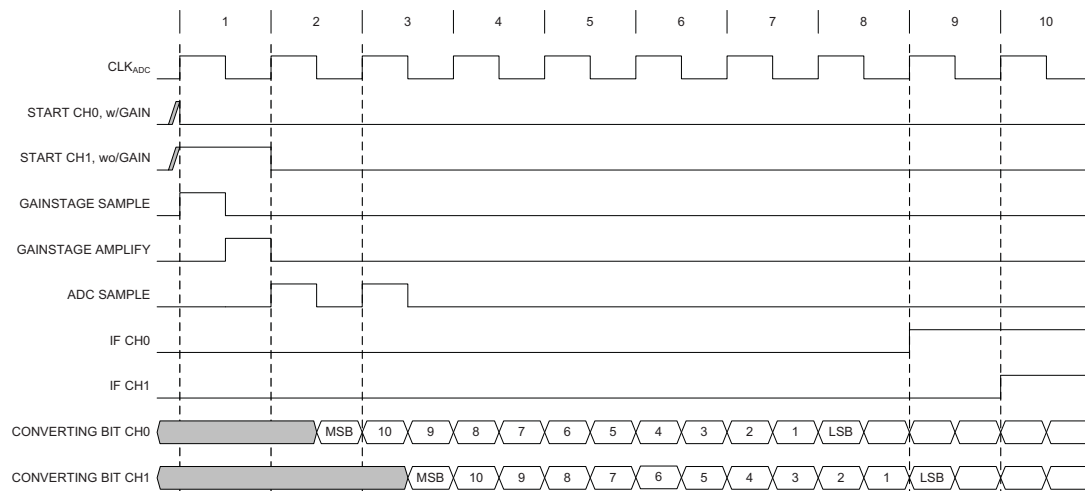 1 2 3 4 5 6 7 8 9 10
CLKADC
START CH0, w/GAIN
START CH1, wo/GAIN
GAINSTAGE SAMPLE
GAINSTAGE AMPLIFY
ADC SAMPLE
IF CH0
IF CH1
CONVERTING BIT CH0 MSB 10 9 8 7 6 5 4 3 2 1 LSB
CONVERTING BIT CH1 MSB 10 9 8 7 6 5 4 3 2 1 LSB